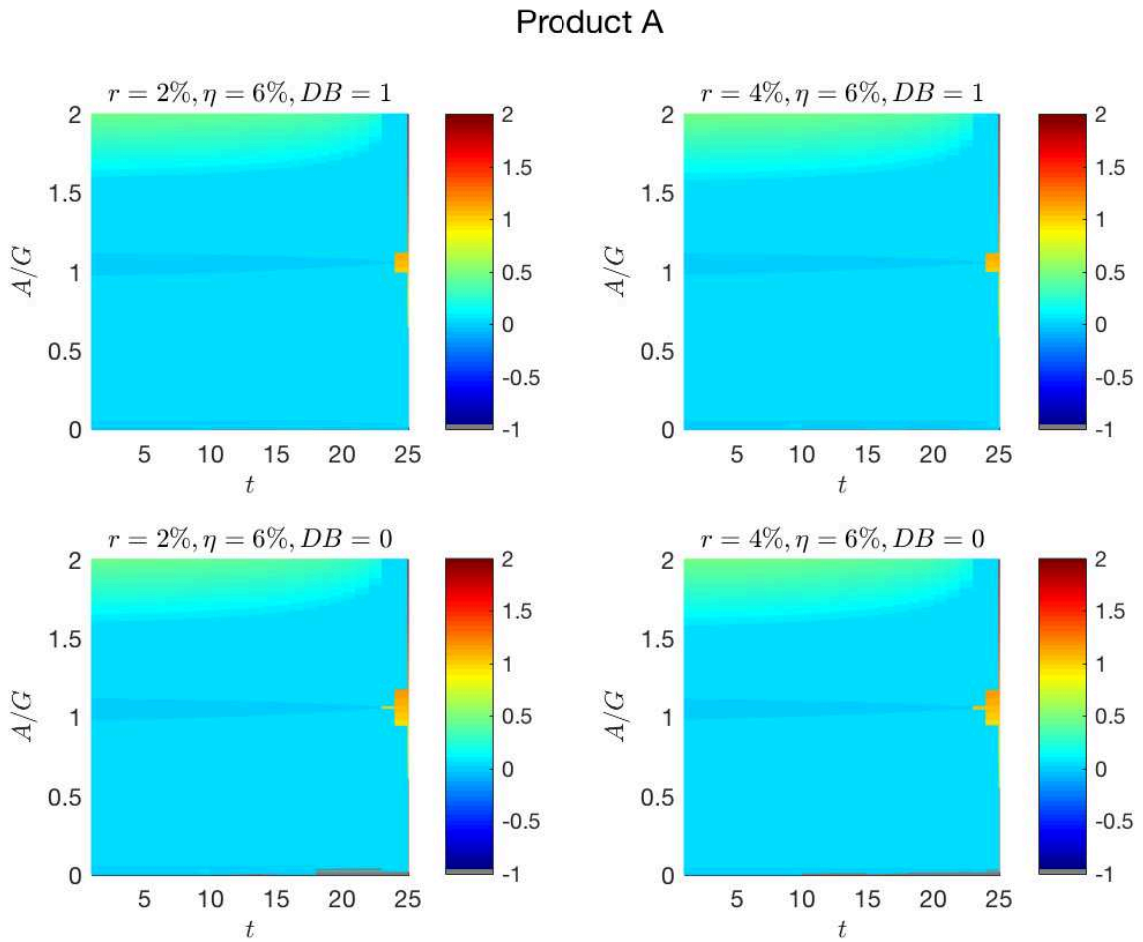 Product A
r = 2%, η = 6%, DB = 1
2
1.5
1
0.5
0
A/G
5 10 15 20 25
t
2
1.5
1
0.5
0
-0.5
-1
r = 4%, η = 6%, DB = 1
2
1.5
1
0.5
0
A/G
5 10 15 20 25
t
2
1.5
1
0.5
0
-0.5
-1
r = 2%, η = 6%, DB = 0
2
1.5
1
0.5
0
A/G
5 10 15 20 25
t
2
1.5
1
0.5
0
-0.5
-1
r = 4%, η = 6%, DB = 0
2
1.5
1
0.5
0
A/G
5 10 15 20 25
t
2
1.5
1
0.5
0
-0.5
-1